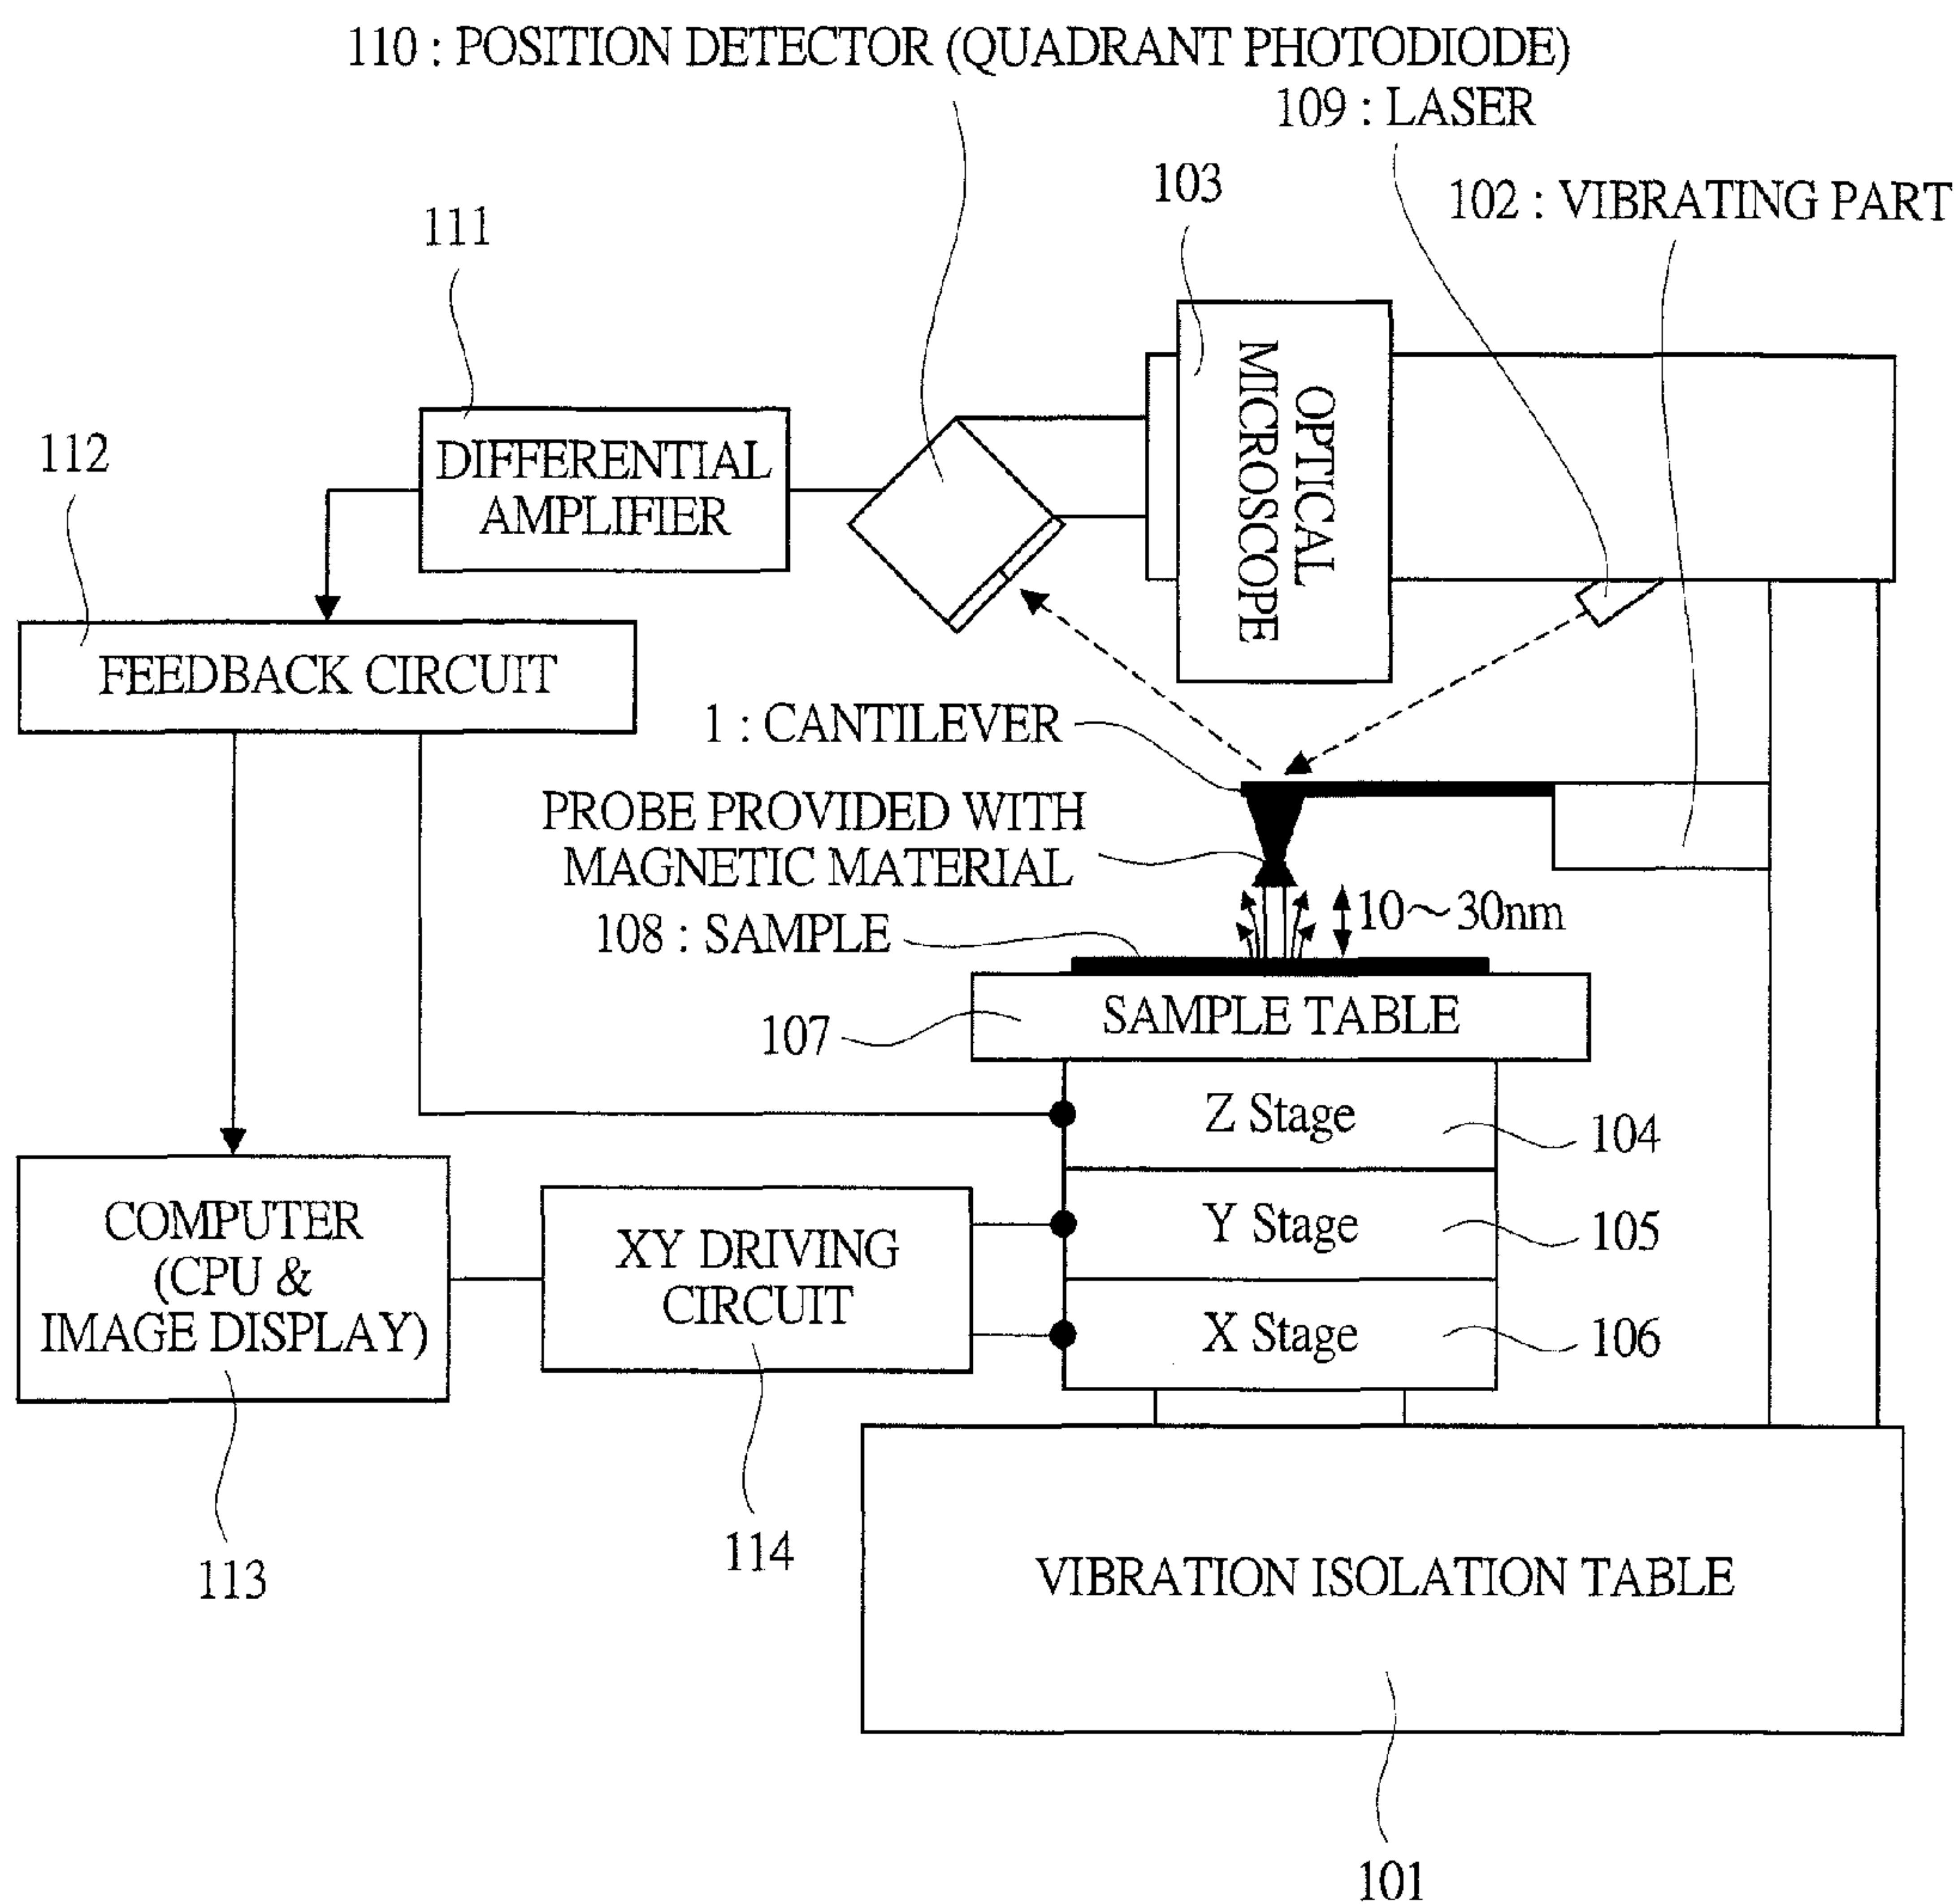 110 : POSITION DETECTOR (QUADRANT PHOTODIODE)
109 : LASER
103
102 : VIBRATING PART
111
OPTICAL
MICROSCOPE
112
DIFFERENTIAL
AMPLIFIER
FEEDBACK CIRCUIT
1 : CANTILEVER
PROBE PROVIDED WITH
MAGNETIC MATERIAL
10～30nm
108 : SAMPLE
SAMPLE TABLE
107
Z Stage
104
COMPUTER
(CPU &
IMAGE DISPLAY)
XY DRIVING
CIRCUIT
Y Stage
105
X Stage
106
114
113
VIBRATION ISOLATION TABLE
101